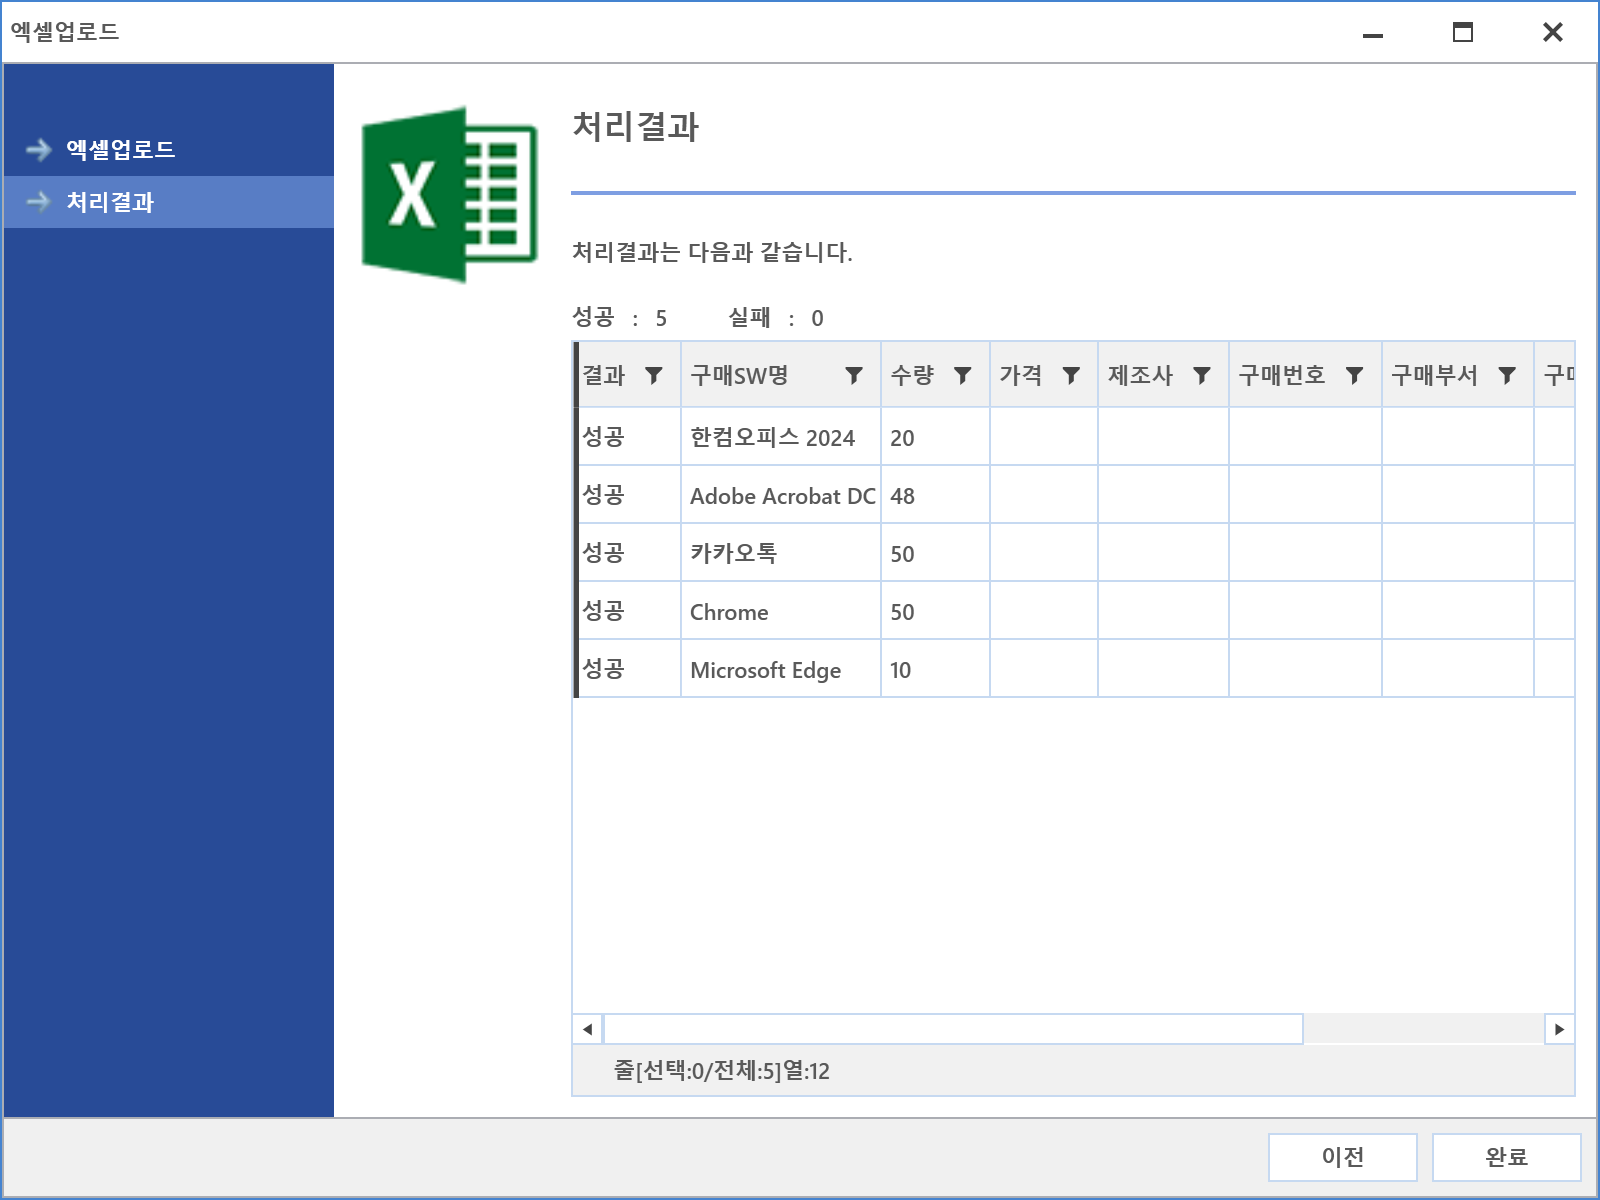 엑셀업로드
엑셀업로드
처리결과
X
처리결과
처리결과는 다음과 같습니다.
성공 : 5 실패 : 0
결과 구매SW명 수량 가격 제조사 구매번호 구매부서
성공 한컴오피스 2024 20
성공 Adobe Acrobat DC 48
성공 카카오톡 50
성공 Chrome 50
성공 Microsoft Edge 10
줄[선택:0/전체:5]열:12
이전 완료